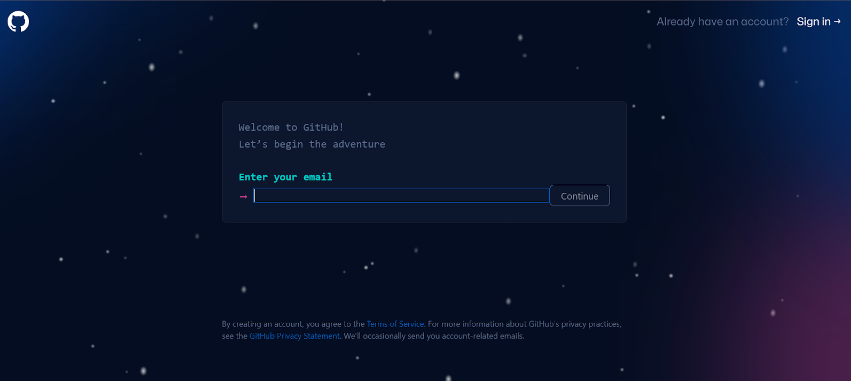 Already have an account? Sign in →
Welcome to GitHub!
Let’s begin the adventure
Enter your email
→
Continue
By creating an account, you agree to the Terms of Service. For more information about GitHub's privacy practices,
see the GitHub Privacy Statement. We'll occasionally send you account-related emails.